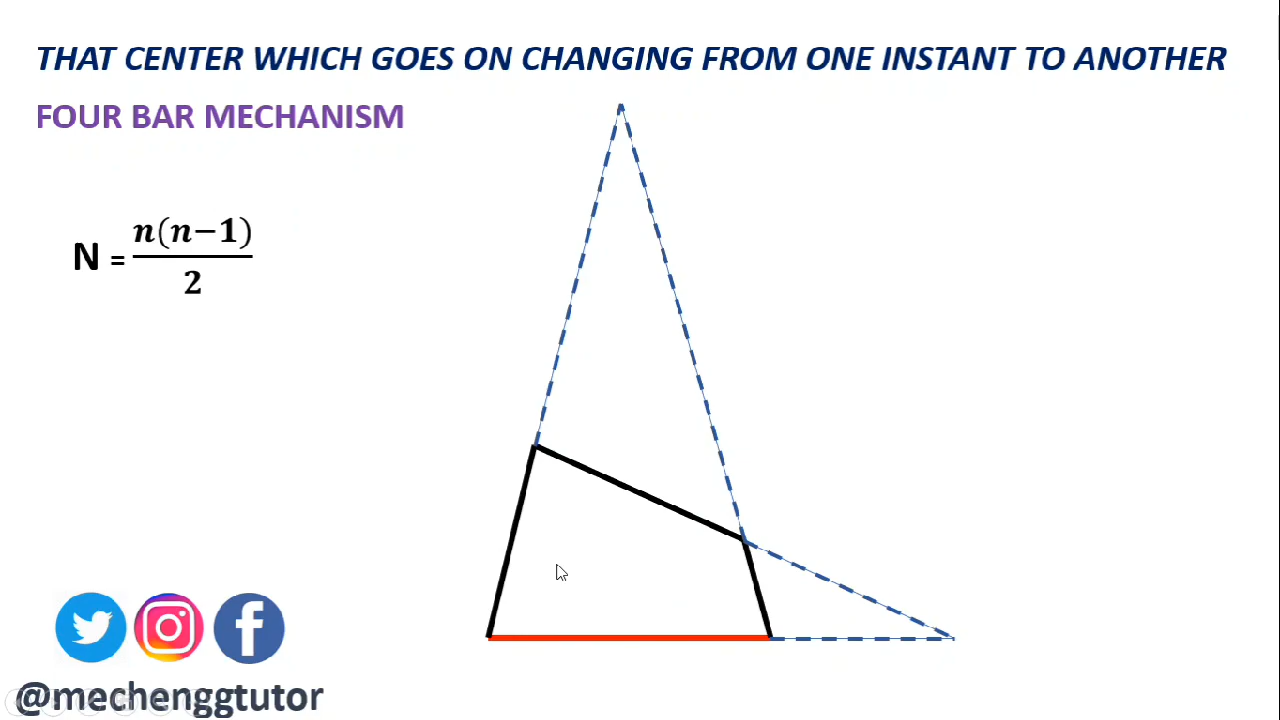 THAT CENTER WHICH GOES ON CHANGING FROM ONE INSTANT TO ANOTHER
FOUR BAR MECHANISM
N = n(n−1)/2
@mechenggtutor